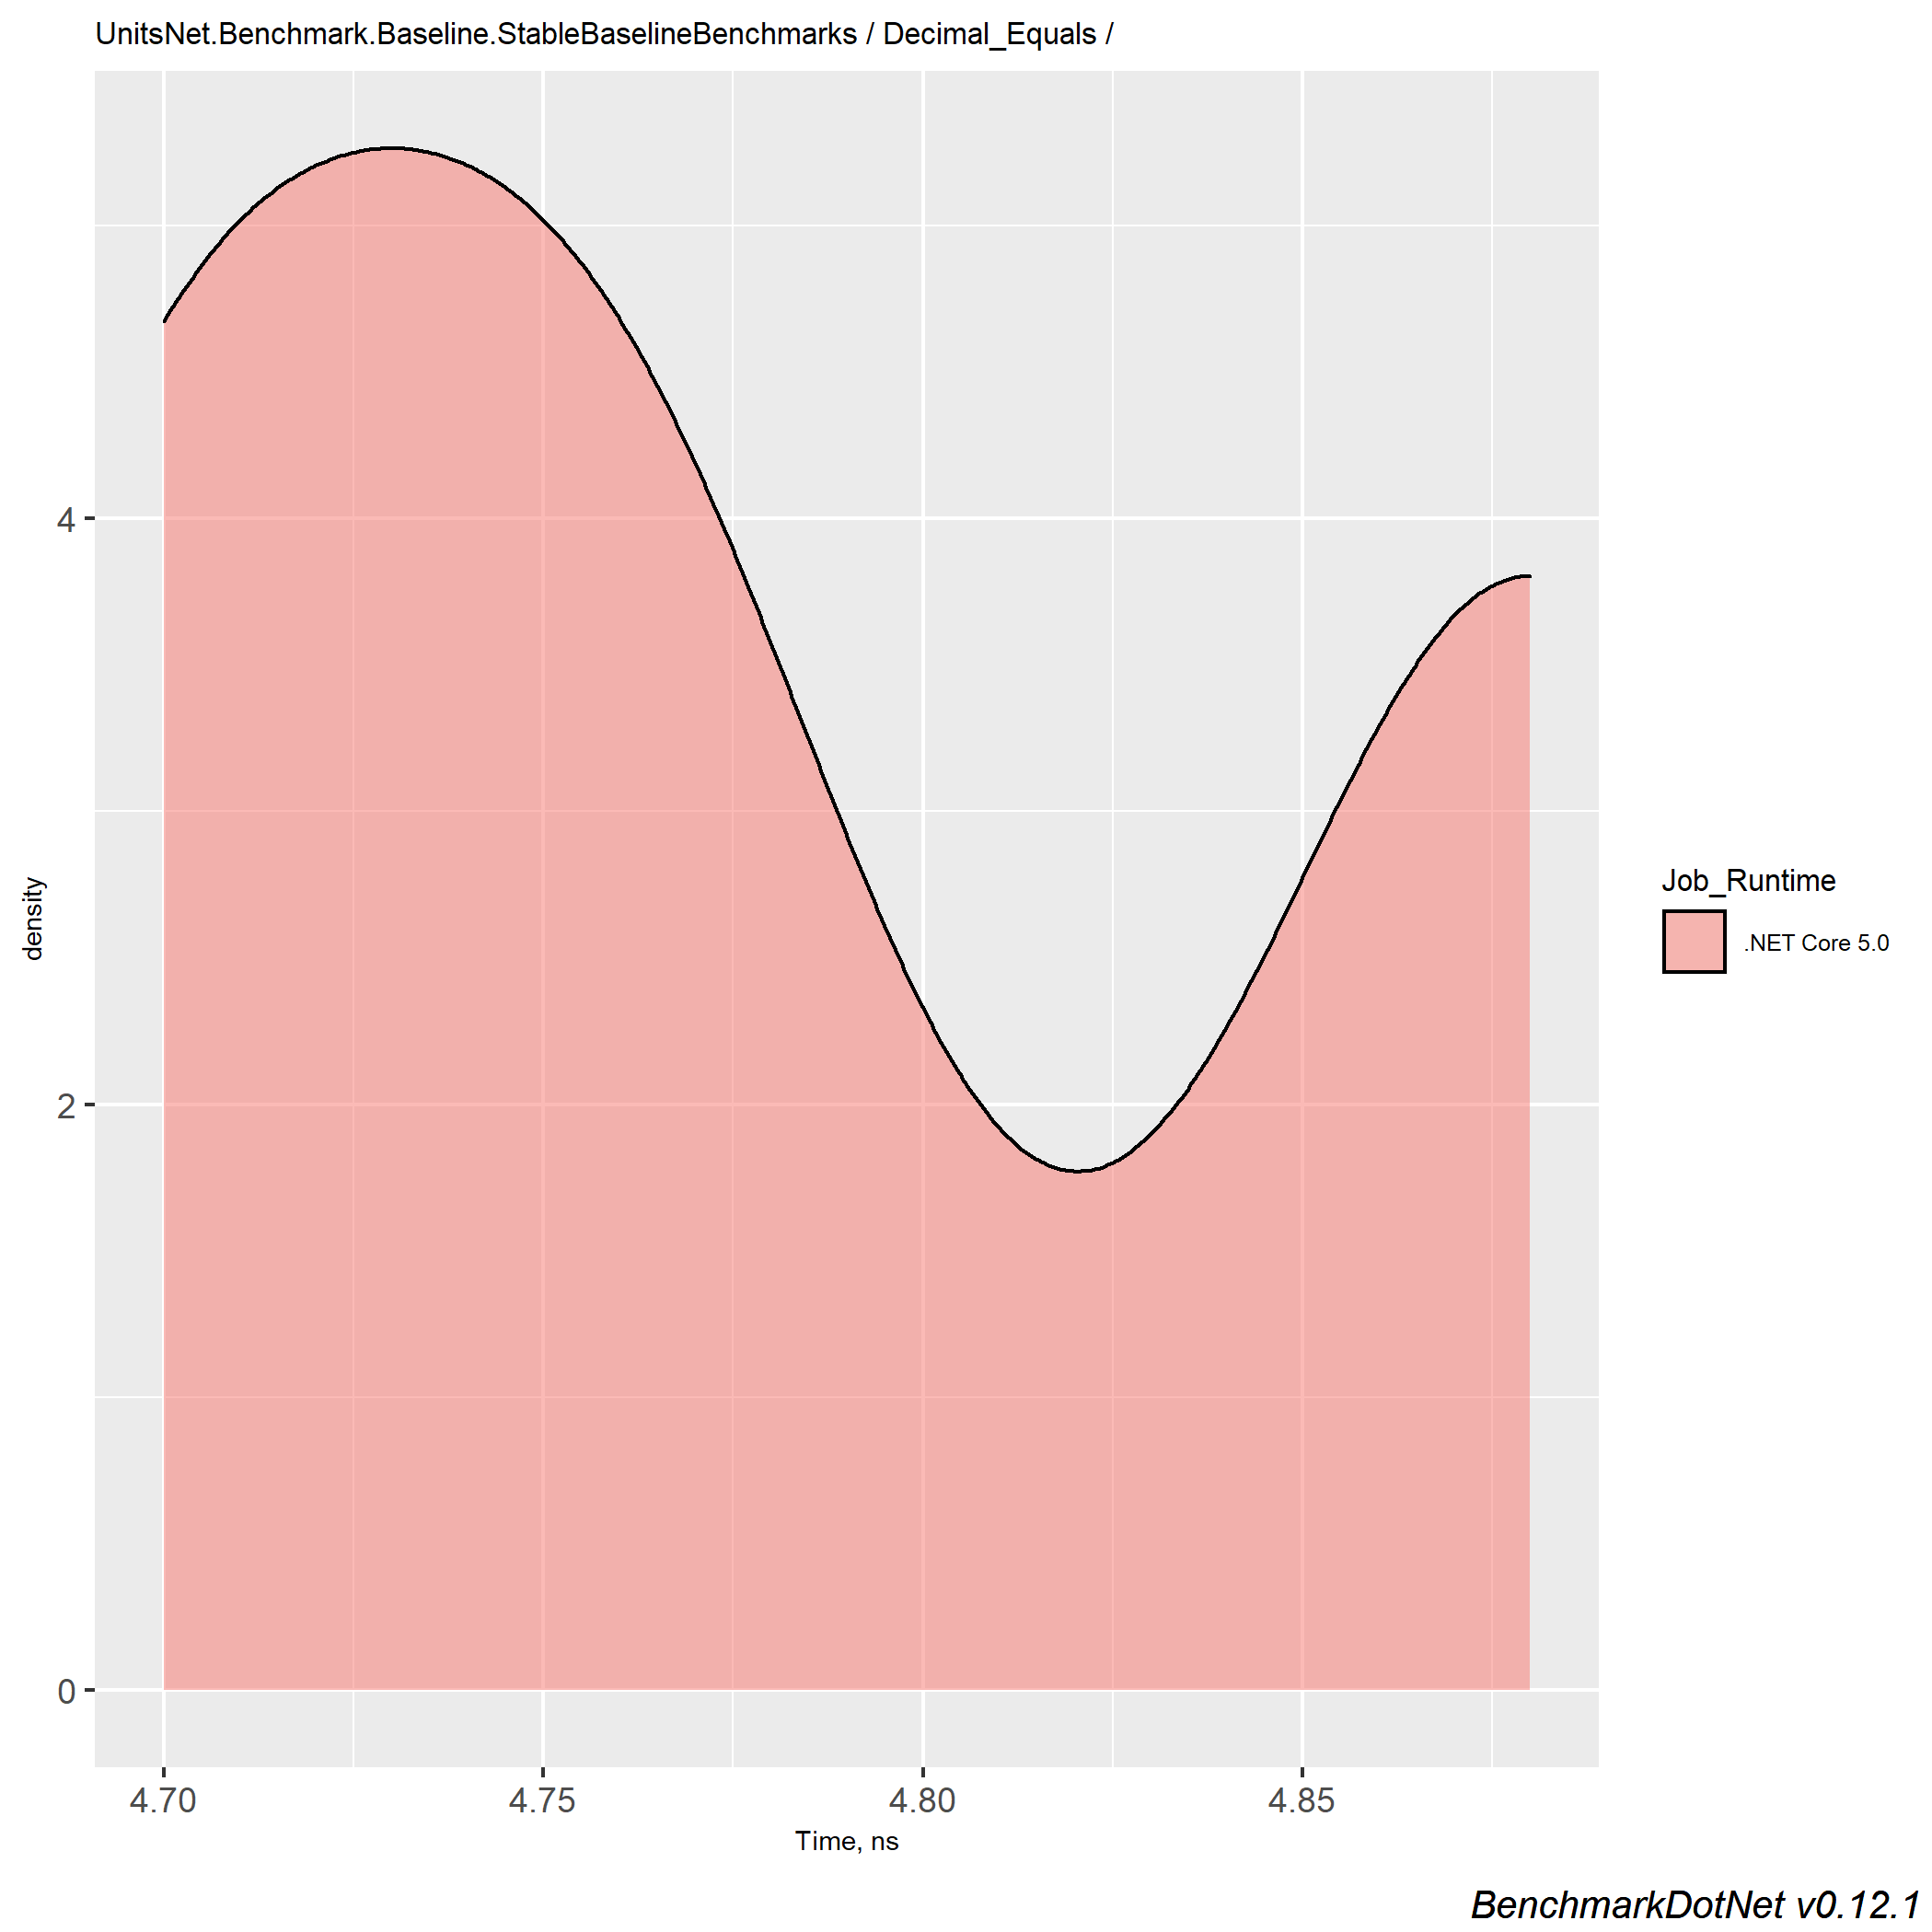 UnitsNet.Benchmark.Baseline.StableBaselineBenchmarks / Decimal_Equals /
density
4
2
0
4.70 4.75 4.80 4.85
Time, ns
Job_Runtime
.NET Core 5.0
BenchmarkDotNet v0.12.1